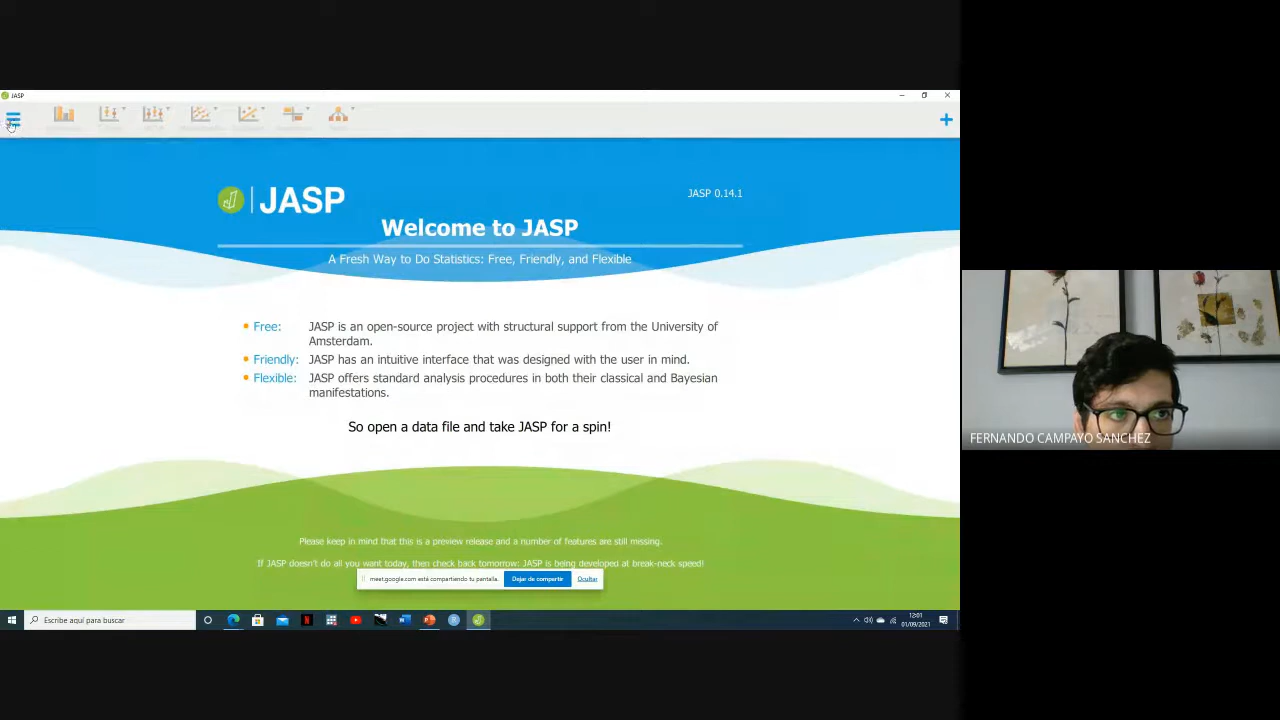 JASP
JASP
JASP 0.14.1
Welcome to JASP
A Fresh Way to Do Statistics: Free, Friendly, and Flexible
Free: JASP is an open-source project with structural support from the University of
Amsterdam.
Friendly: JASP has an intuitive interface that was designed with the user in mind.
Flexible: JASP offers standard analysis procedures in both their classical and Bayesian
manifestations.
So open a data file and take JASP for a spin!
Please keep in mind that this is a preview release and a number of features are still missing.
If JASP doesn't do all you want today, then check back tomorrow: JASP is being developed at break-neck speed!
meet.google.com está compartiendo tu pantalla.
Dejar de compartir
Ocultar
Escribe aquí para buscar
12:01
01/09/2021
FERNANDO CAMPAYO SANCHEZ